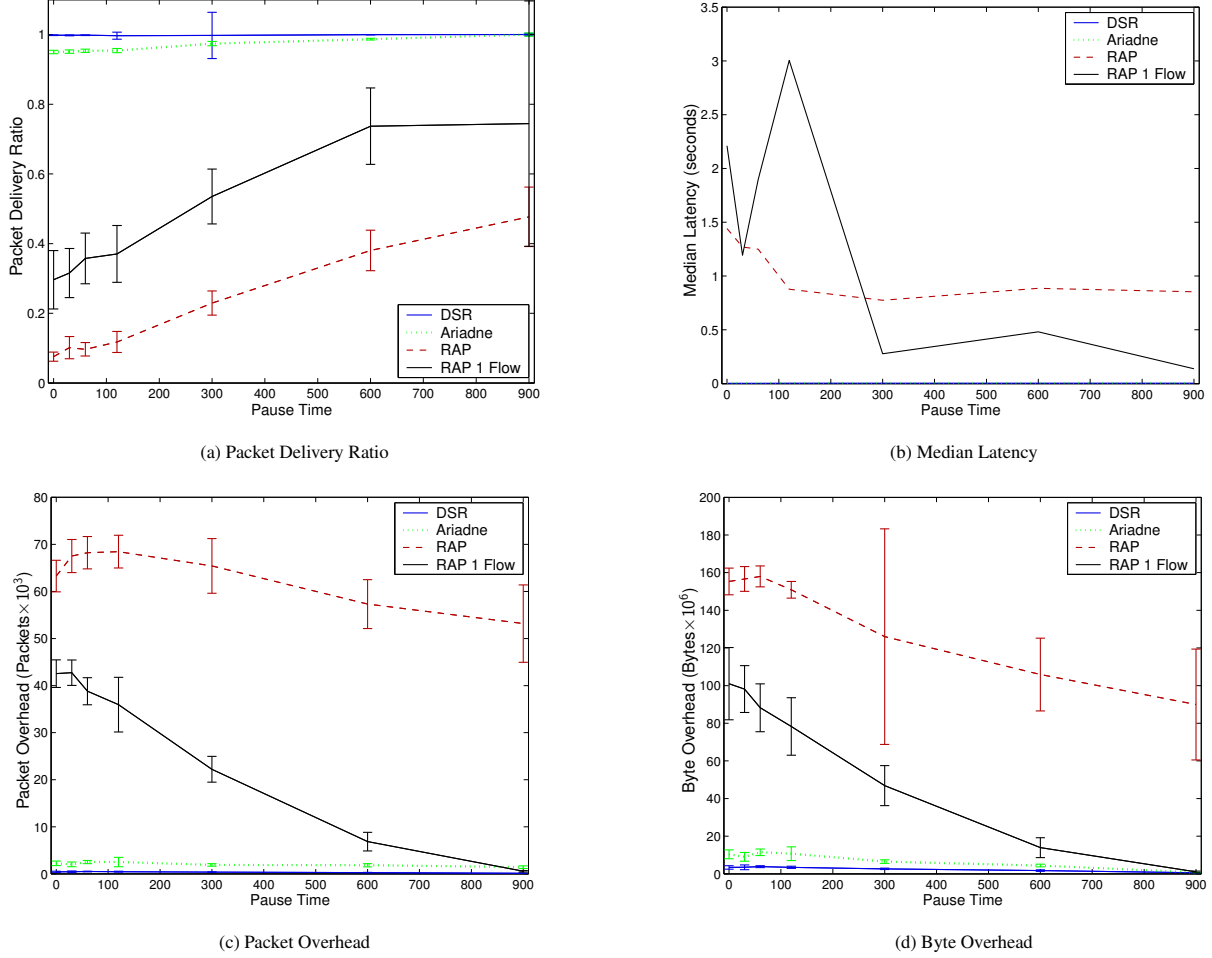 1
0.8
0.6
0.4
0.2
0
Packet Delivery Ratio
DSR
Ariadne
RAP
RAP 1 Flow
0 100 200 300 400 500 600 700 800 900
Pause Time
(a) Packet Delivery Ratio
3.5
3
2.5
2
1.5
1
0.5
0
Median Latency (seconds)
DSR
Ariadne
RAP
RAP 1 Flow
0 100 200 300 400 500 600 700 800 900
Pause Time
(b) Median Latency
80
70
60
50
40
30
20
10
0
Packet Overhead (Packets×10³)
DSR
Ariadne
RAP
RAP 1 Flow
0 100 200 300 400 500 600 700 800 900
Pause Time
(c) Packet Overhead
200
180
160
140
120
100
80
60
40
20
0
Byte Overhead (Bytes×10⁶)
DSR
Ariadne
RAP
RAP 1 Flow
0 100 200 300 400 500 600 700 800 900
Pause Time
(d) Byte Overhead